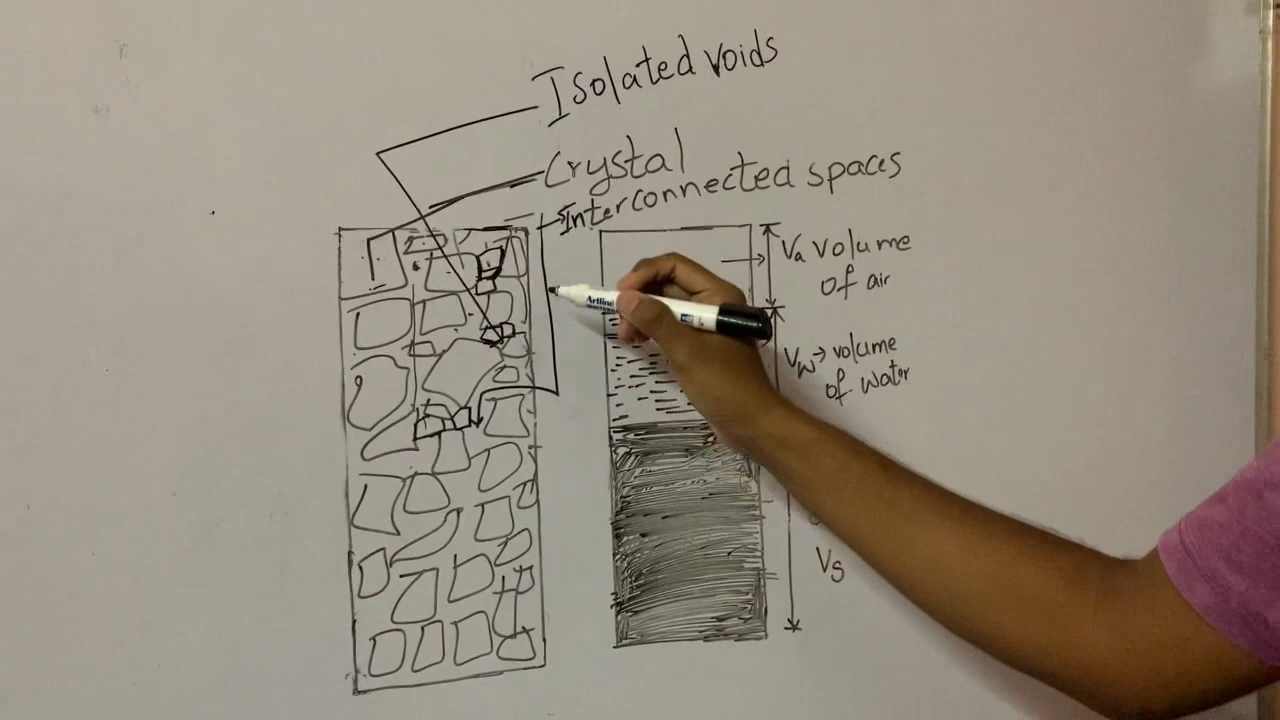 Isolated voids
Crystal
Interconnected spaces
Va volume
of air
Vw → volume
of water
Vs
Artline